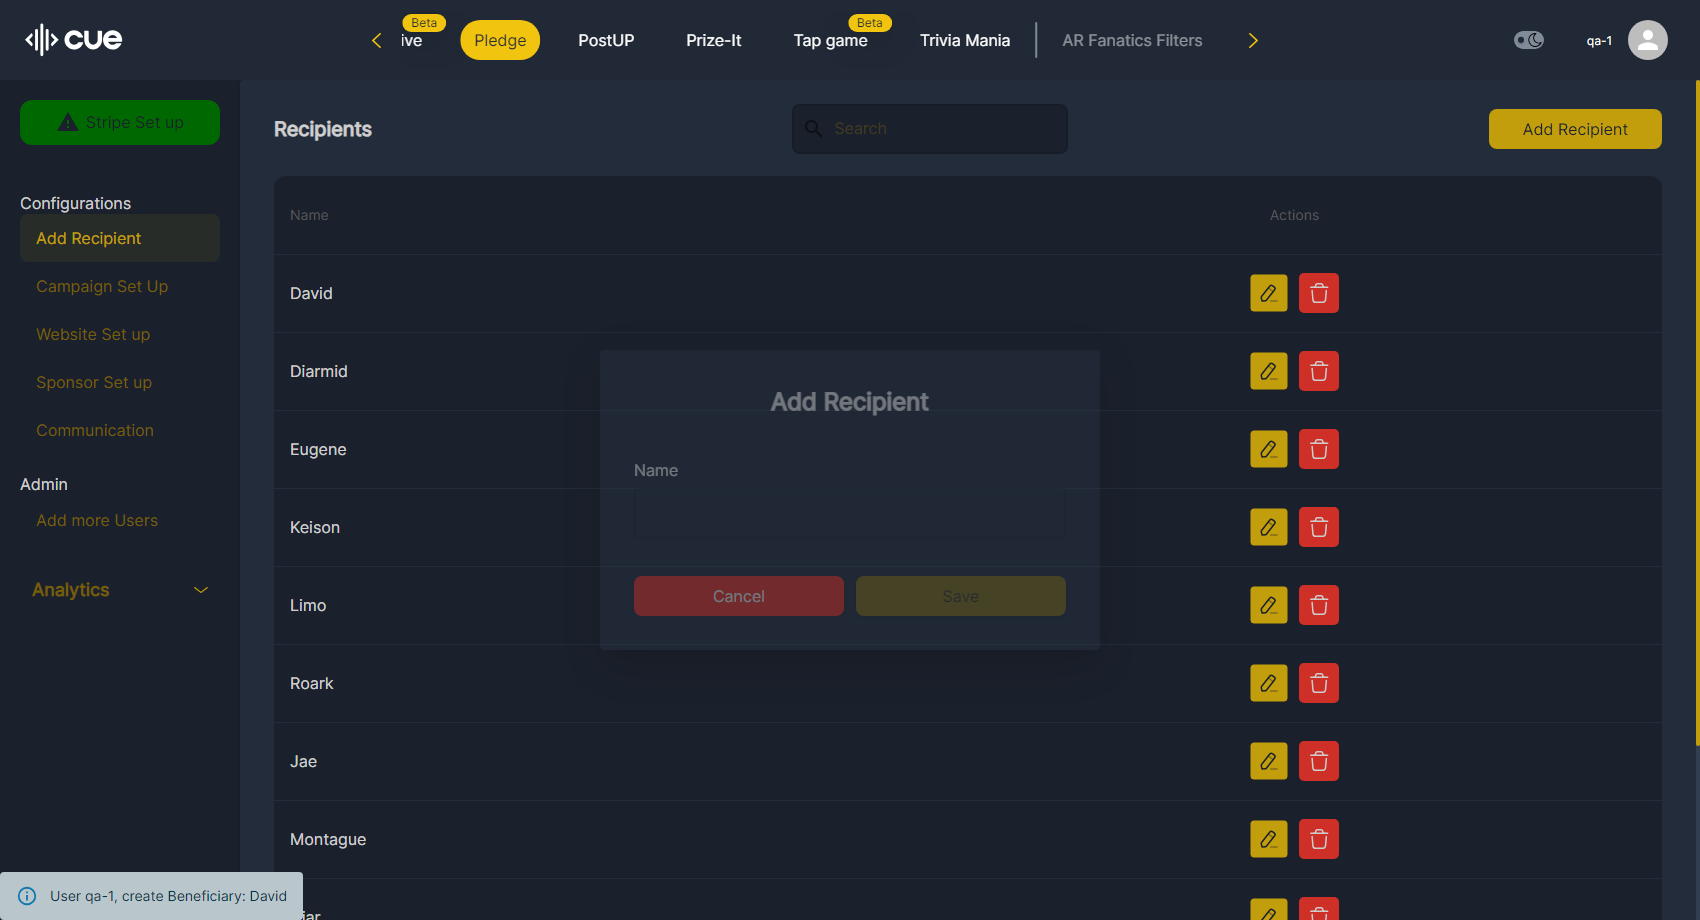 cue
ive
Beta
Pledge
PostUP
Prize-It
Tap game
Beta
Trivia Mania
AR Fanatics Filters
qa-1
Stripe Set up
Configurations
Add Recipient
Campaign Set Up
Website Set up
Sponsor Set up
Communication
Admin
Add more Users
Analytics
Recipients
Search
Add Recipient
Name
Actions
David
Diarmid
Eugene
Keison
Limo
Roark
Jae
Montague
Add Recipient
Name
Cancel
Save
User qa-1, create Beneficiary: David